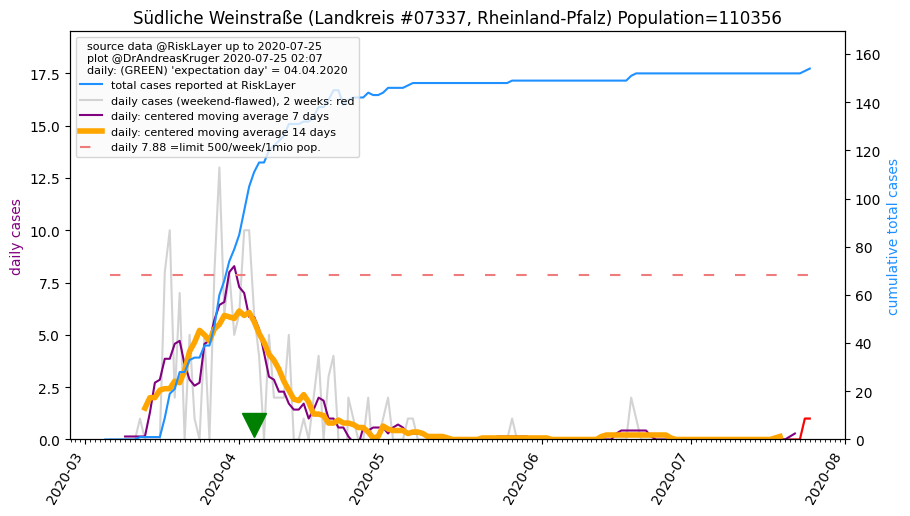 Südliche Weinstraße (Landkreis #07337, Rheinland-Pfalz) Population=110356
source data @RiskLayer up to 2020-07-25
plot @DrAndreasKruger 2020-07-25 02:07
daily: (GREEN) 'expectation day' = 04.04.2020
total cases reported at RiskLayer
daily cases (weekend-flawed), 2 weeks: red
daily: centered moving average 7 days
daily: centered moving average 14 days
daily 7.88 =limit 500/week/1mio pop.
daily cases
17.5
15.0
12.5
10.0
7.5
5.0
2.5
0.0
cumulative total cases
160
140
120
100
80
60
40
20
0
2020-03
2020-04
2020-05
2020-06
2020-07
2020-08